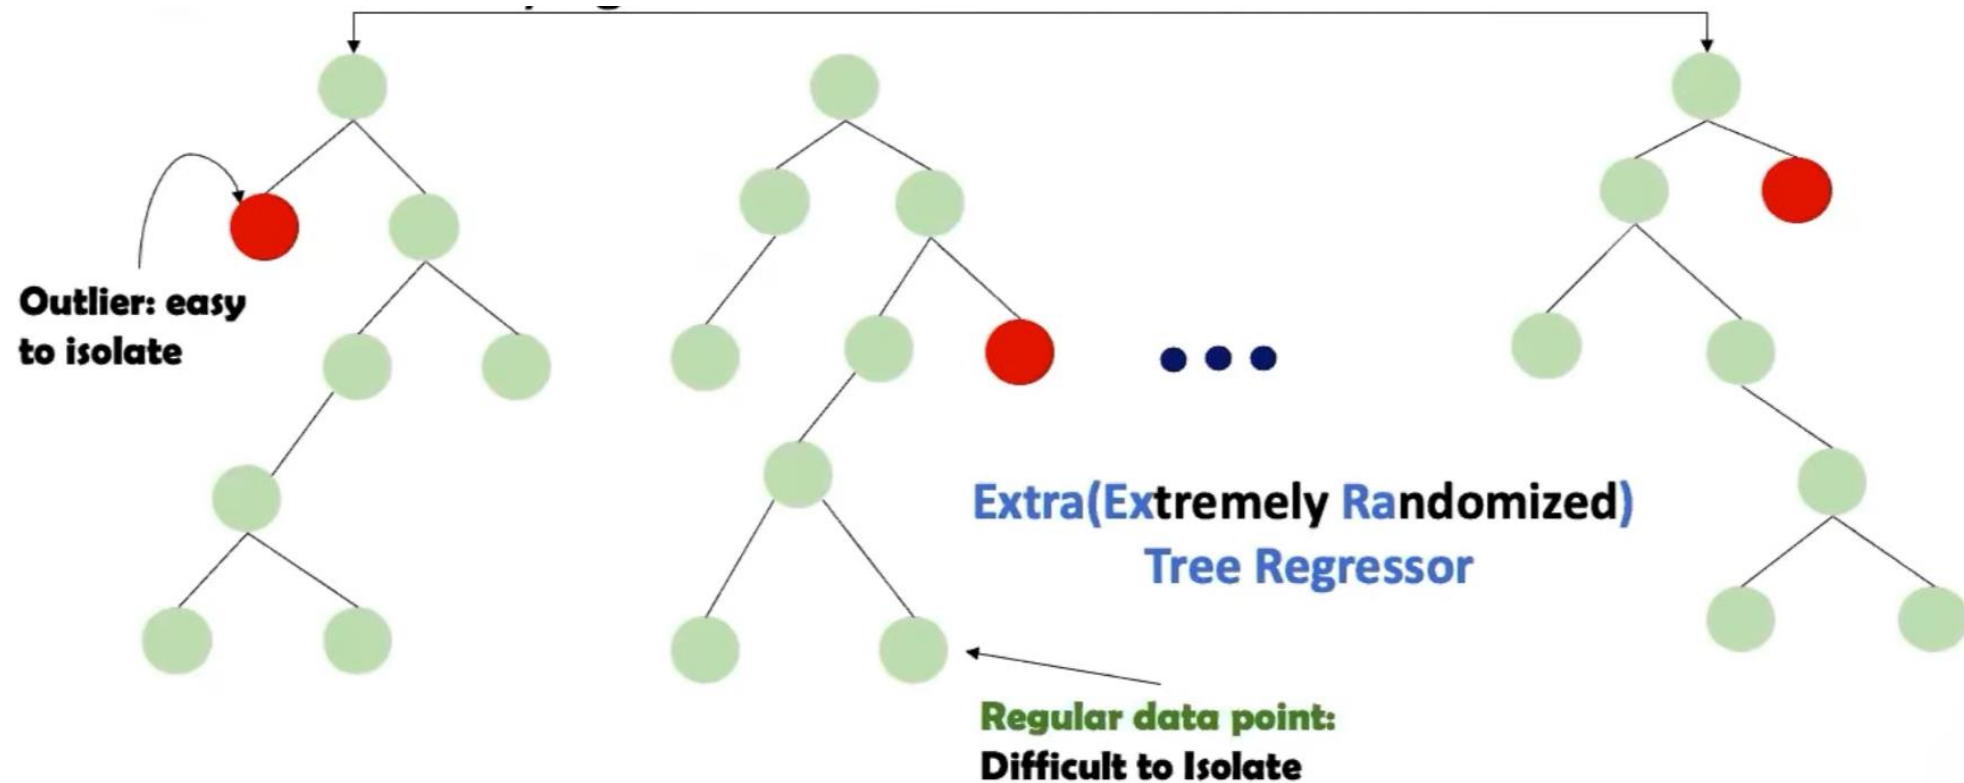 Outlier: easy
to isolate
Extra(Extremely Randomized)
Tree Regressor
Regular data point:
Difficult to Isolate